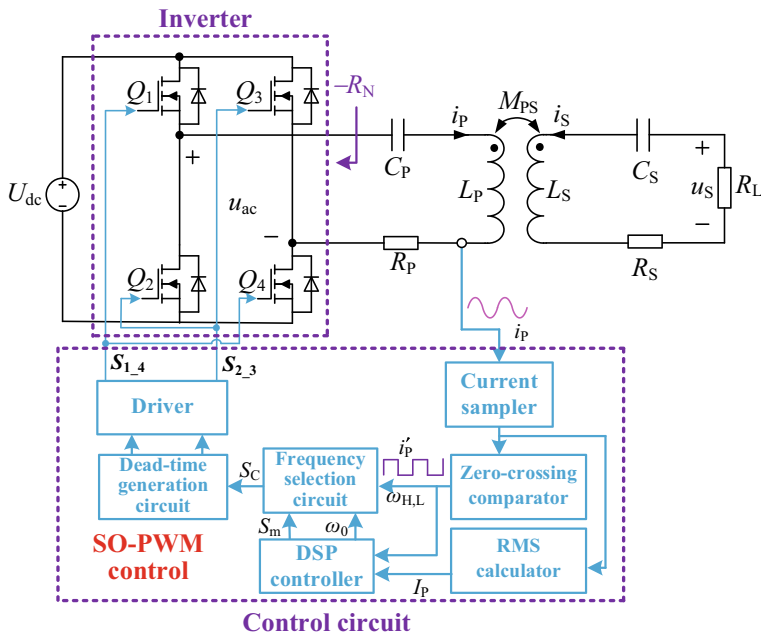 Inverter
Q1
Q3
−RN
iP
MPS
iS
+
CP
CS
+
Udc
+
−
uac
LP
LS
uS
RL
−
−
Q2
Q4
RP
RS
iP
S1_4
S2_3
Driver
Current
sampler
Dead-time
generation
circuit
SC
Frequency
selection
circuit
i′P
ωH,L
Zero-crossing
comparator
Sm
ω0
SO-PWM
control
DSP
controller
IP
RMS
calculator
Control circuit